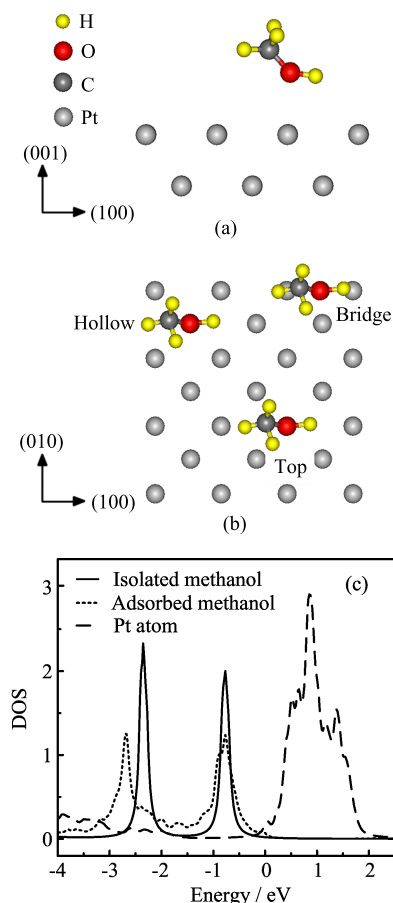 H
O
C
Pt
(001)
(100)
(a)
Hollow
Bridge
Top
(010)
(100)
(b)
3
Isolated methanol
(c)
Adsorbed methanol
Pt atom
2
DOS
1
0
-4 -3 -2 -1 0 1 2
Energy / eV